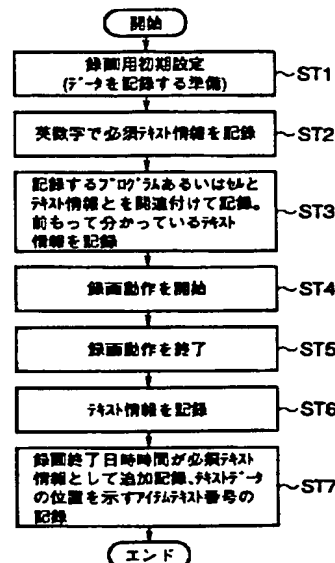 開始
録画用初期設定
(データを記録する準備)
ST1
英数字で必須テキスト情報を記録
ST2
記録するプログラムあるいはセルと
テキスト情報とを関連付けて記録。
前もって分かっているテキスト
情報を記録
ST3
録画動作を開始
ST4
録画動作を終了
ST5
テキスト情報を記録
ST6
録画終了日時時間が必須テキスト
情報として追加記録、テキストデータ
の位置を示すアイテムテキスト番号の
記録
ST7
エンド